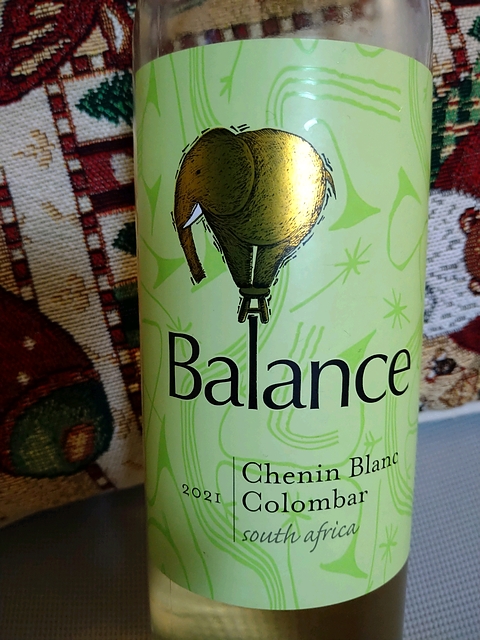 Balance
2021
Chenin Blanc
Colombar
south africa